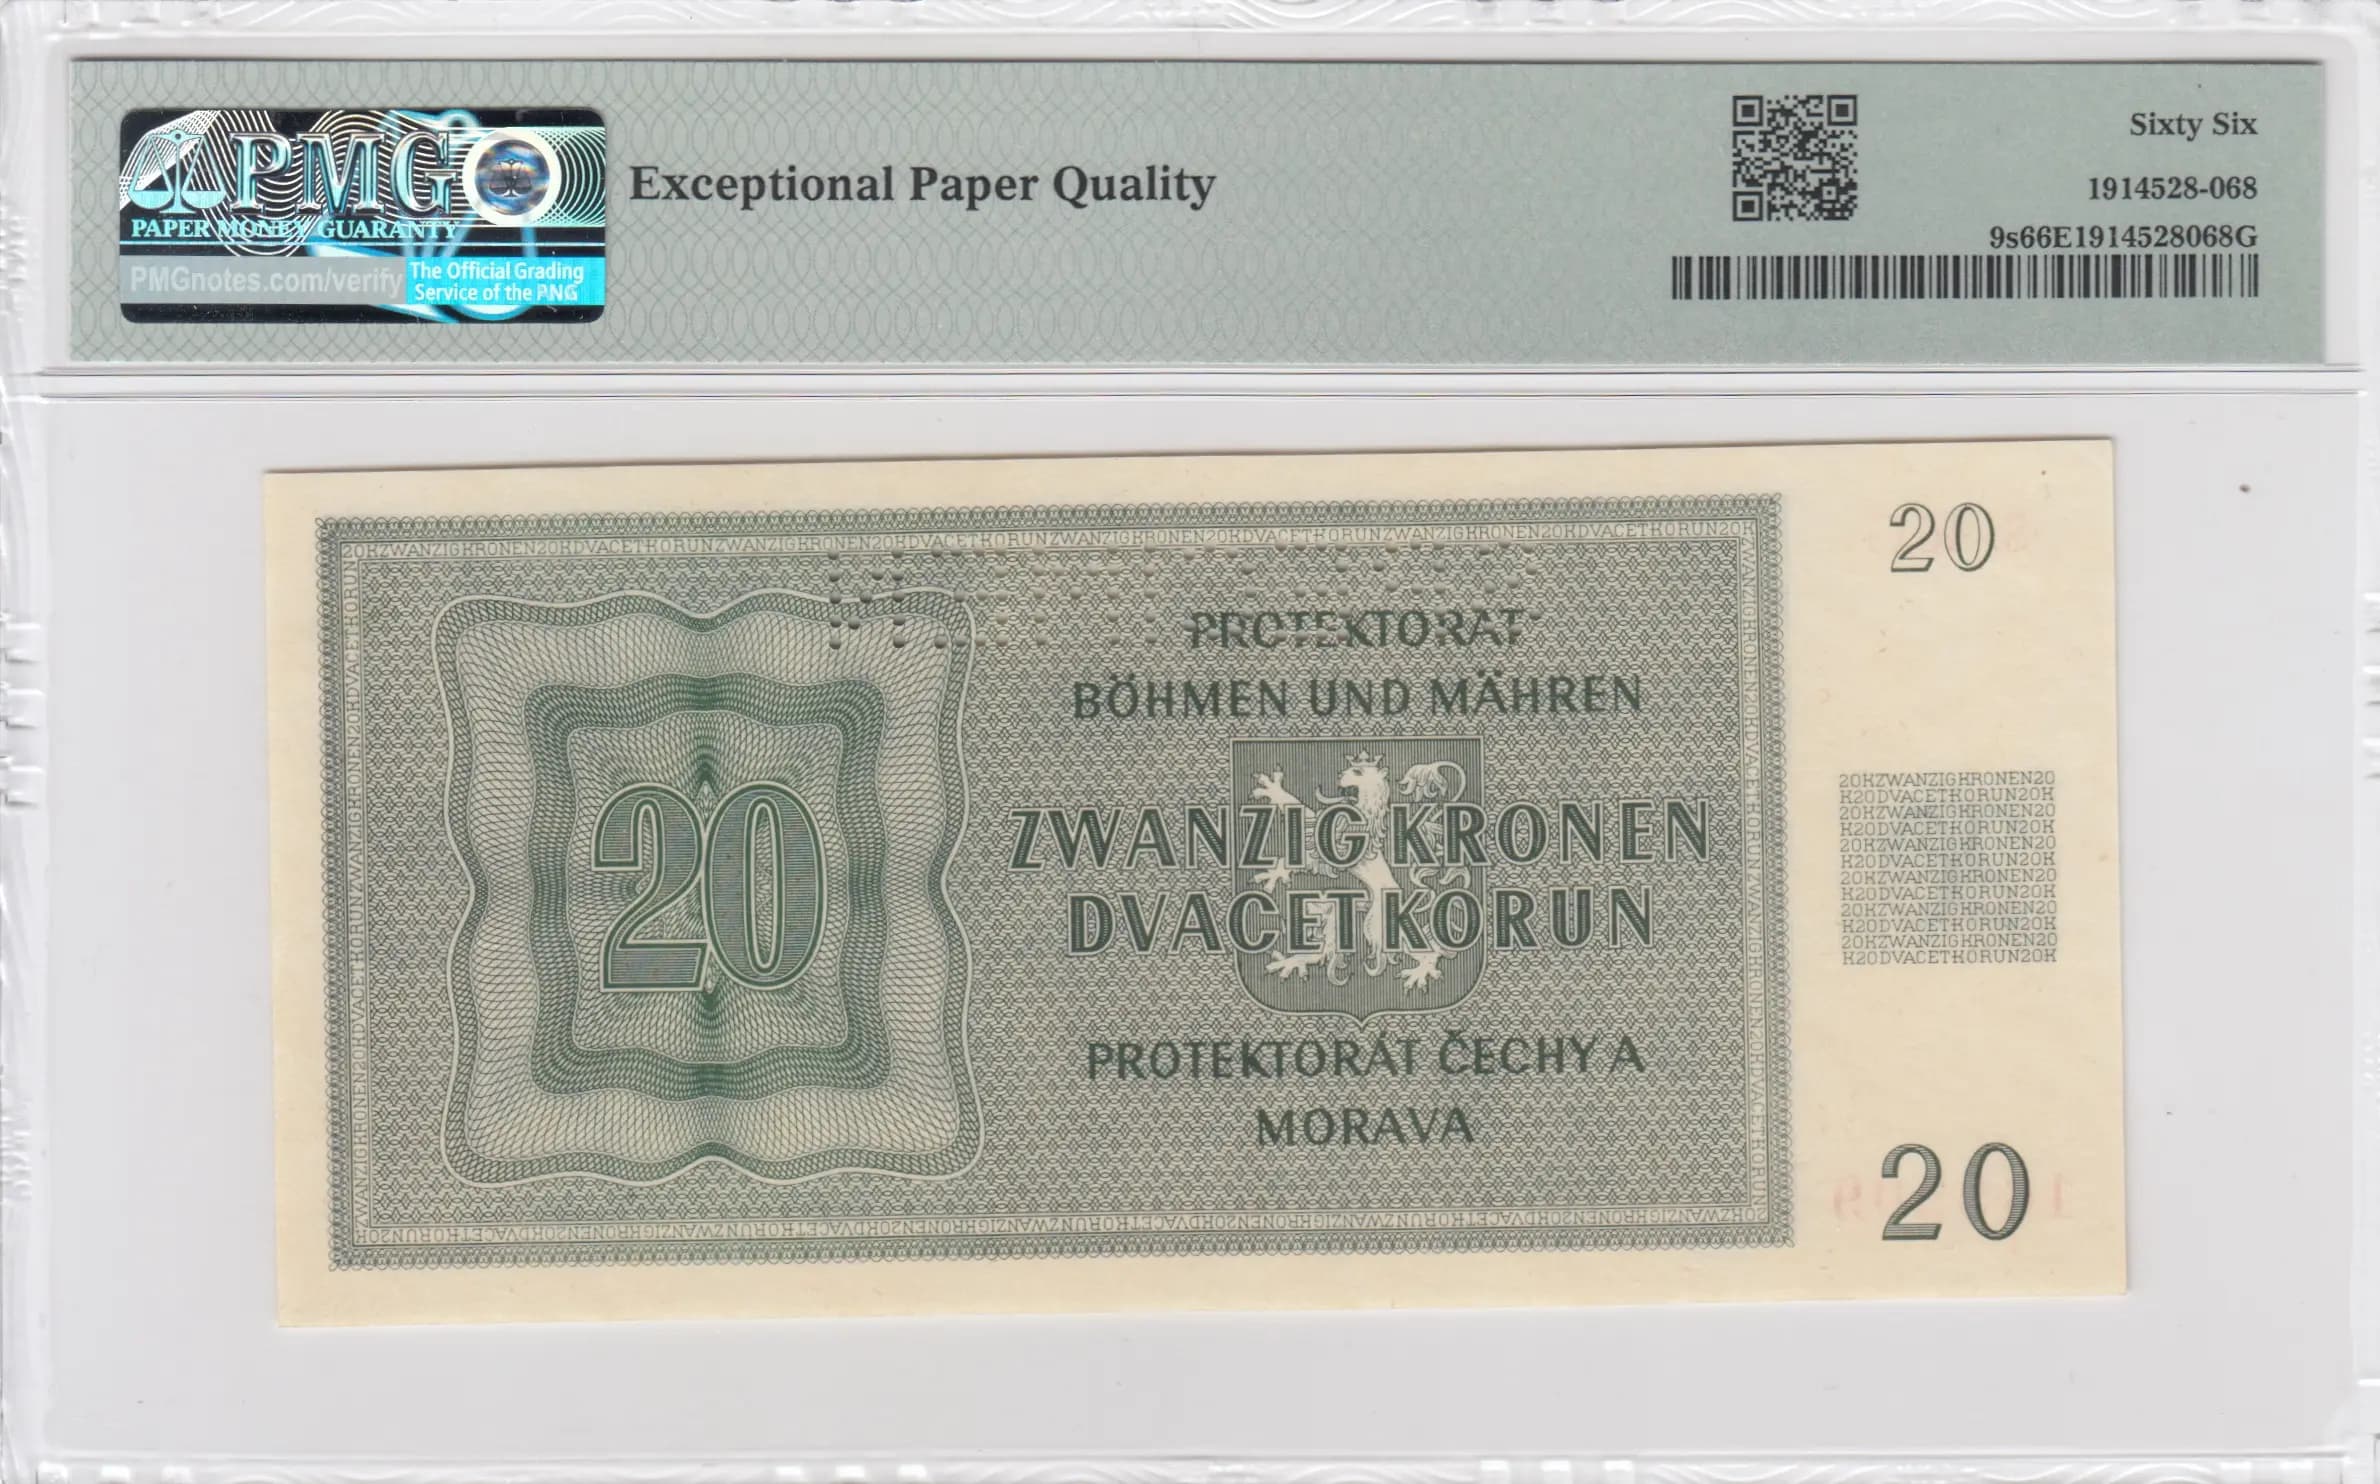 PMG
PAPER MONEY GUARANTY
PMGnotes.com/verify
The Official Grading
Service of the PNG
Exceptional Paper Quality
Sixty Six
1914528-068
9s66E1914528068G
20KZWANZIGKRONEN20KDVACETKORUNZWANZIGKRONEN20KDVACETKORUNZWANZIGKRONEN20KDVACETKORUNZWANZIGKRONEN20KDVACETKORUN20K
20
PROTEKTORAT
BÖHMEN UND MÄHREN
20
ZWANZIG KRONEN
DVACET KORUN
PROTEKTORÁT ČECHY A
MORAVA
20KZWANZIGKRONEN20
K20DVACETKORUN20K
20KZWANZIGKRONEN20
K20DVACETKORUN20K
20KZWANZIGKRONEN20
K20DVACETKORUN20K
20KZWANZIGKRONEN20
K20DVACETKORUN20K
20KZWANZIGKRONEN20
K20DVACETKORUN20K
20KZWANZIGKRONEN20
K20DVACETKORUN20K
20